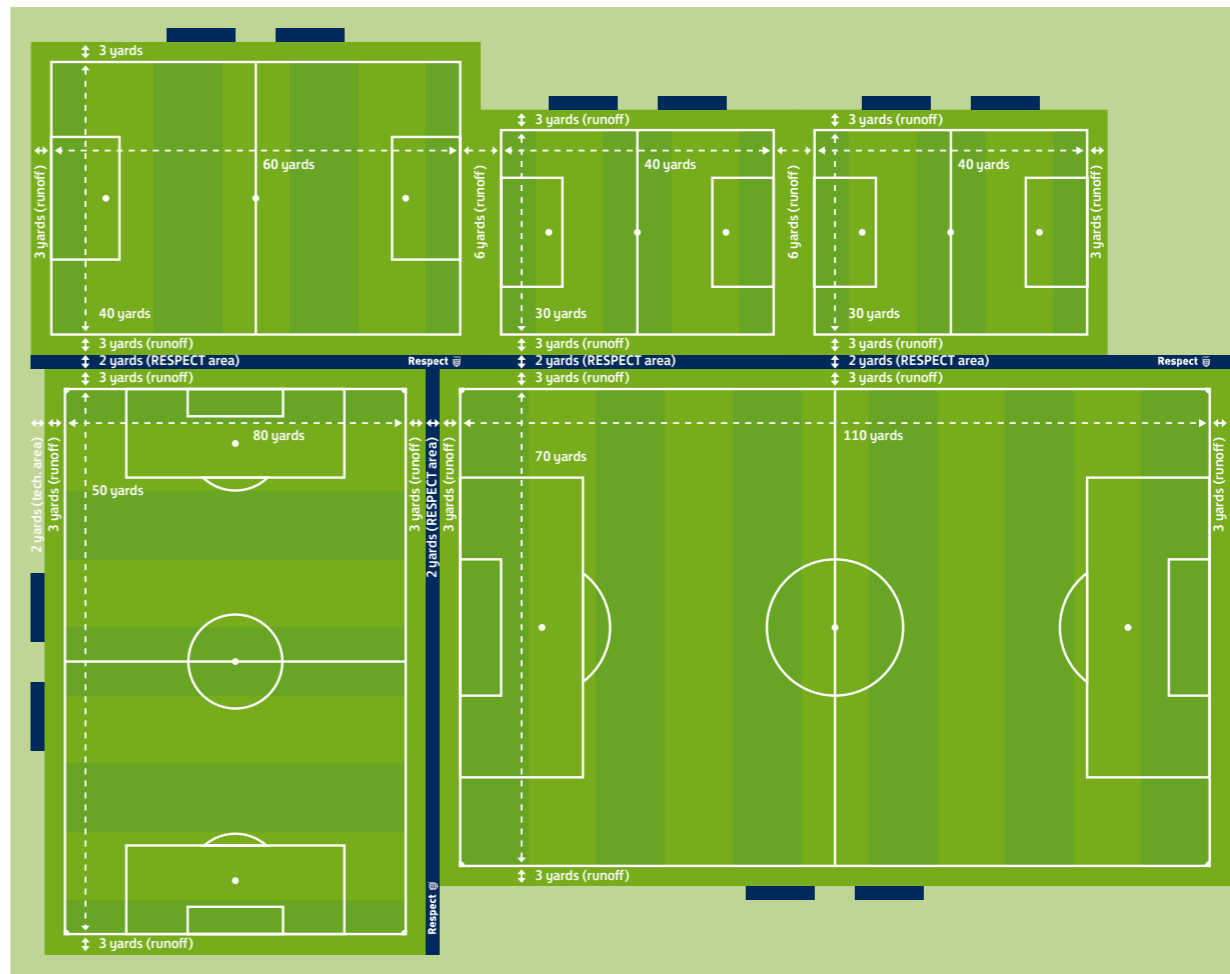 3 yards
3 yards (runoff)
60 yards
40 yards
6 yards (runoff)
3 yards (runoff)
40 yards
30 yards
6 yards (runoff)
3 yards (runoff)
40 yards
30 yards
3 yards (runoff)
3 yards (runoff)
3 yards (runoff)
3 yards (runoff)
2 yards (RESPECT area)
Respect
2 yards (RESPECT area)
2 yards (RESPECT area)
Respect
3 yards (runoff)
3 yards (runoff)
3 yards (runoff)
2 yards (tech. area)
3 yards (runoff)
80 yards
50 yards
3 yards (runoff)
2 yards (RESPECT area)
3 yards (runoff)
110 yards
70 yards
3 yards (runoff)
3 yards (runoff)
Respect
3 yards (runoff)